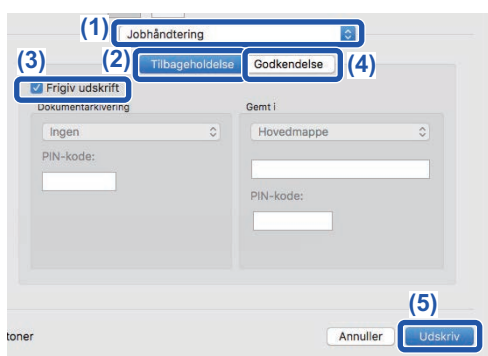 (1)
Jobhåndtering
(3)
(2)
Tilbageholdelse
Godkendelse
(4)
Frigiv udskrift
Dokumentarkivering
Gemt i
Ingen
Hovedmappe
PIN-kode:
PIN-kode:
(5)
toner
Annuller
Udskriv